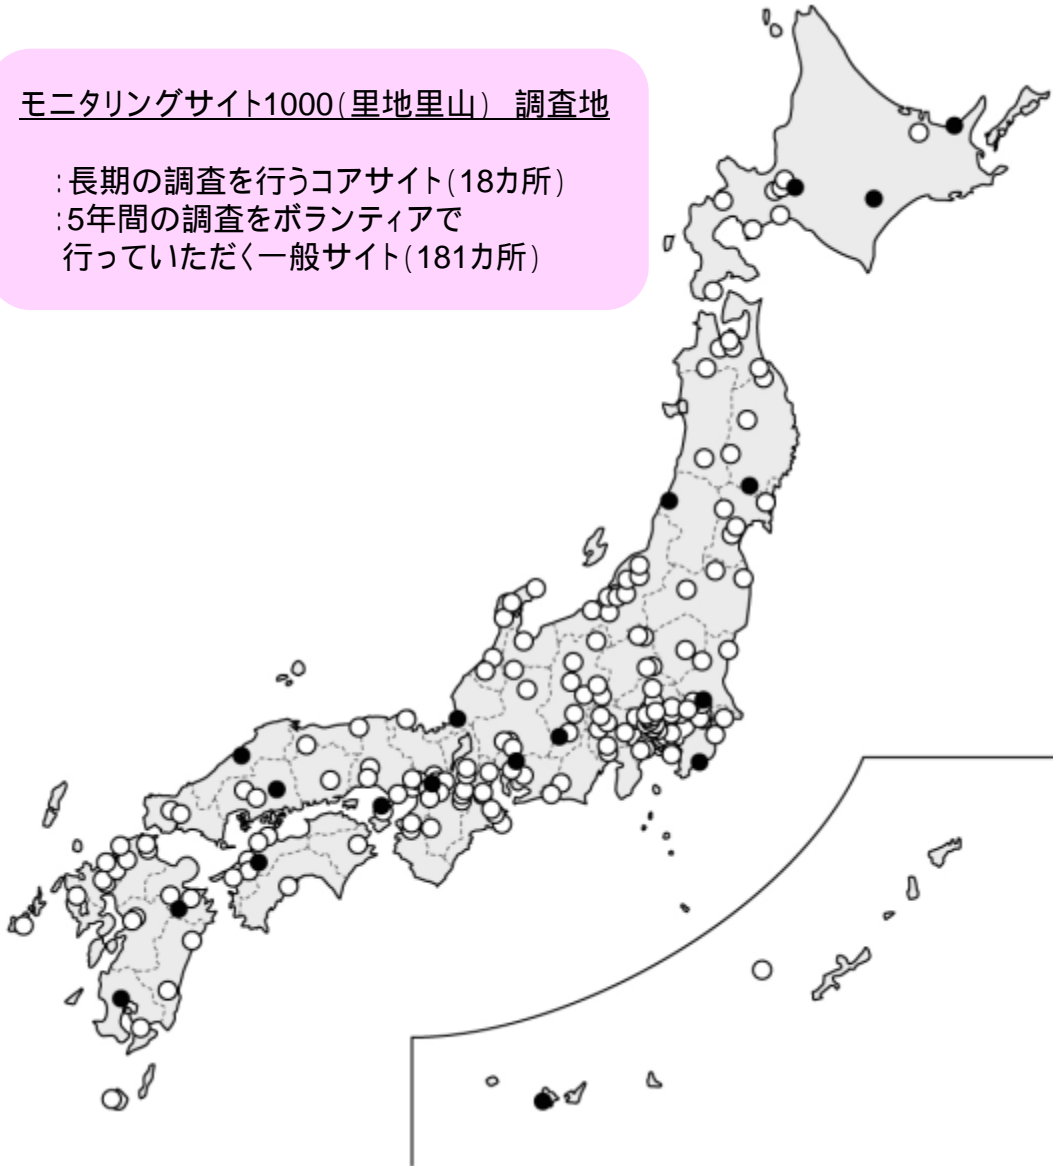 モニタリングサイト1000(里地里山) 調査地
:長期の調査を行うコアサイト(18カ所)
:5年間の調査をボランティアで
行っていただく一般サイト(181カ所)